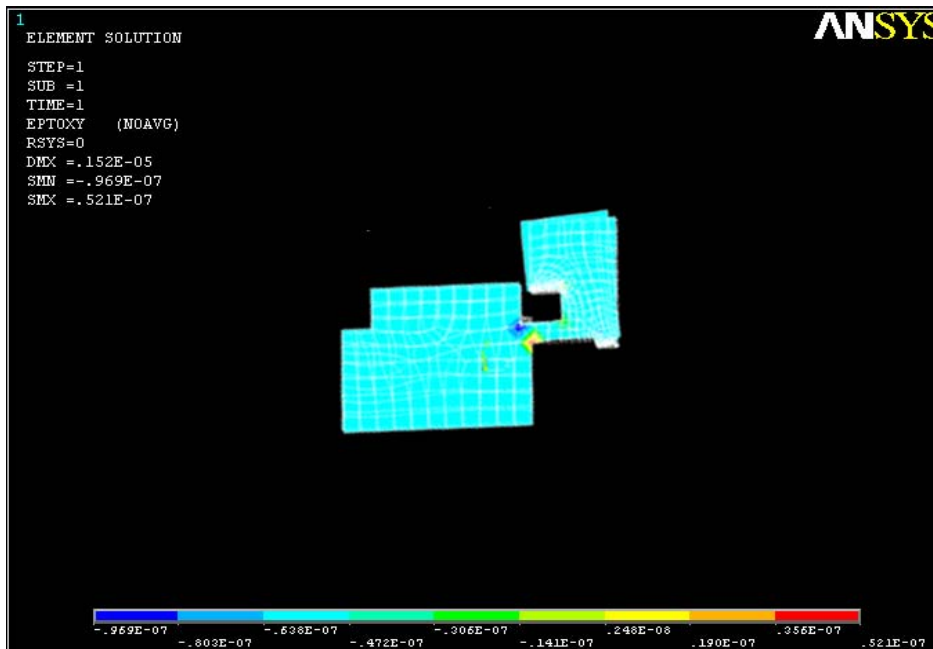 1
ANSYS
ELEMENT SOLUTION
STEP=1
SUB =1
TIME=1
EPTOXY (NOAVG)
RSYS=0
DMX =.152E-05
SMN =-.969E-07
SMX =.521E-07
-.969E-07 -.638E-07 -.306E-07 .248E-08 .356E-07
-.803E-07 -.472E-07 -.141E-07 .190E-07 .521E-07